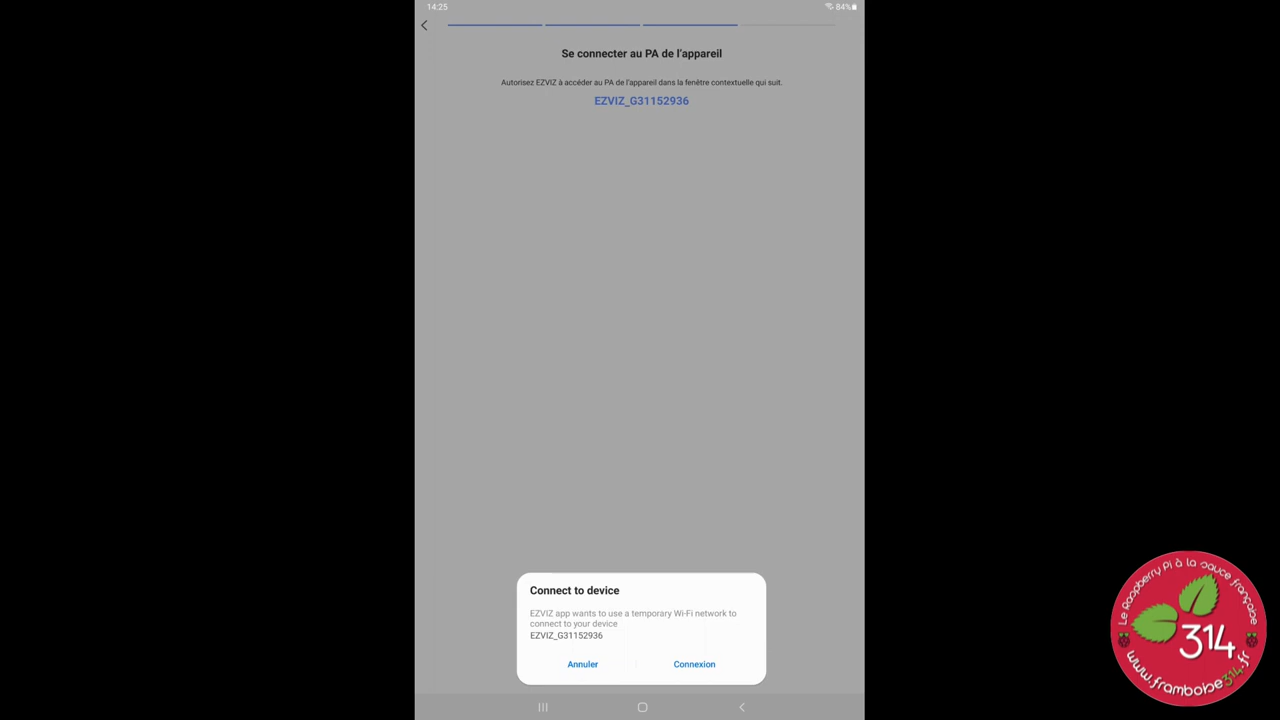 14:25
84%
Se connecter au PA de l'appareil
Autorisez EZVIZ à accéder au PA de l'appareil dans la fenêtre contextuelle qui suit.
EZVIZ_G31152936
Connect to device
EZVIZ app wants to use a temporary Wi-Fi network to
connect to your device
EZVIZ_G31152936
Annuler
Connexion
Le Raspberry Pi à la sauce française
314
www.framboise314.fr